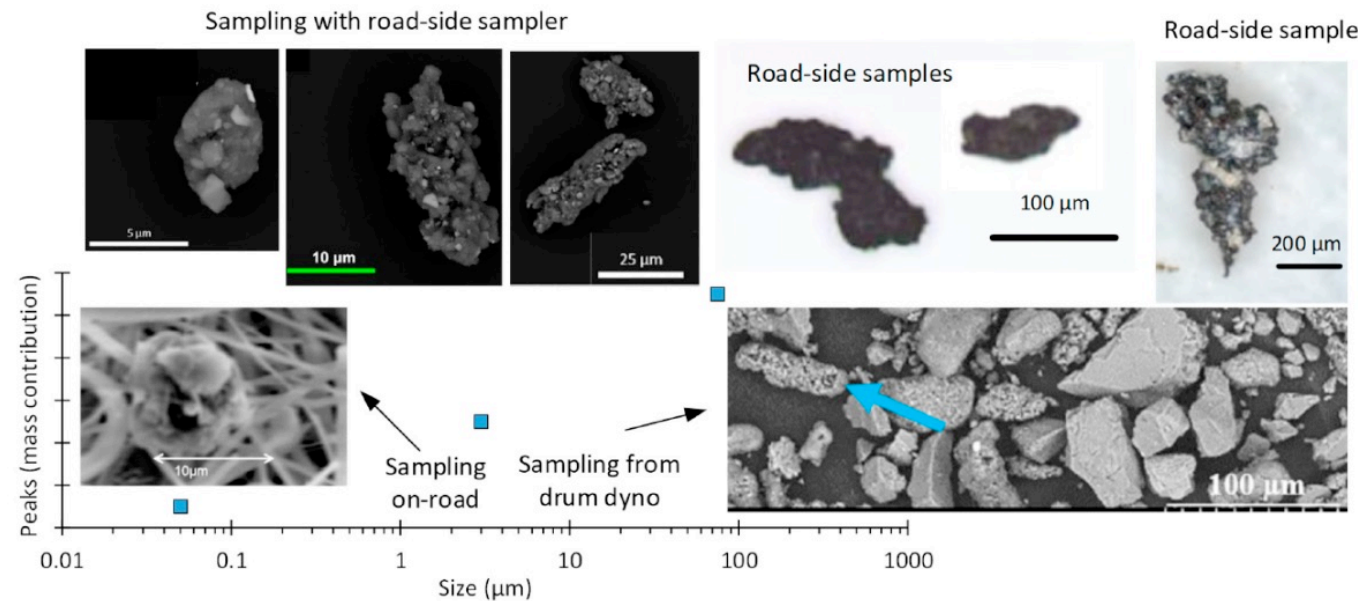 Sampling with road-side sampler
Road-side sample
Road-side samples
5 µm
10 µm
25 µm
100 µm
200 µm
Peaks (mass contribution)
10µm
Sampling
on-road
Sampling from
drum dyno
100 µm
0.01
0.1
1
10
100
1000
Size (µm)